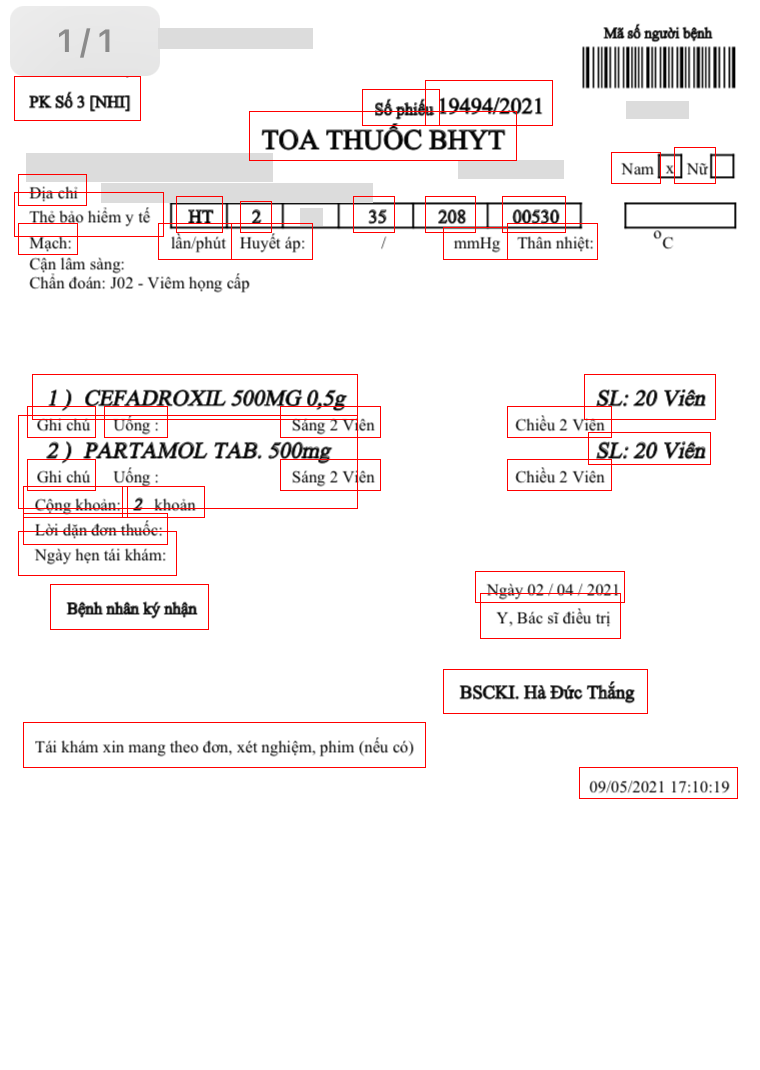 1/1
Mã số người bệnh
PK Số 3 [NHI]
Số phiếu 19494/2021
TOA THUỐC BHYT
Nam x Nữ
Địa chỉ
Thẻ bảo hiểm y tế HT 2 35 208 00530
Mạch: lần/phút Huyết áp: / mmHg Thân nhiệt: °C
Cận lâm sàng:
Chẩn đoán: J02 - Viêm họng cấp
1 ) CEFADROXIL 500MG 0,5g SL: 20 Viên
Ghi chú Uống : Sáng 2 Viên Chiều 2 Viên
2 ) PARTAMOL TAB. 500mg SL: 20 Viên
Ghi chú Uống : Sáng 2 Viên Chiều 2 Viên
Cộng khoản: 2 khoản
Lời dặn đơn thuốc:
Ngày hẹn tái khám:
Ngày 02 / 04 / 2021
Bệnh nhân ký nhận
Y, Bác sĩ điều trị
BSCKI. Hà Đức Thắng
Tái khám xin mang theo đơn, xét nghiệm, phim (nếu có)
09/05/2021 17:10:19